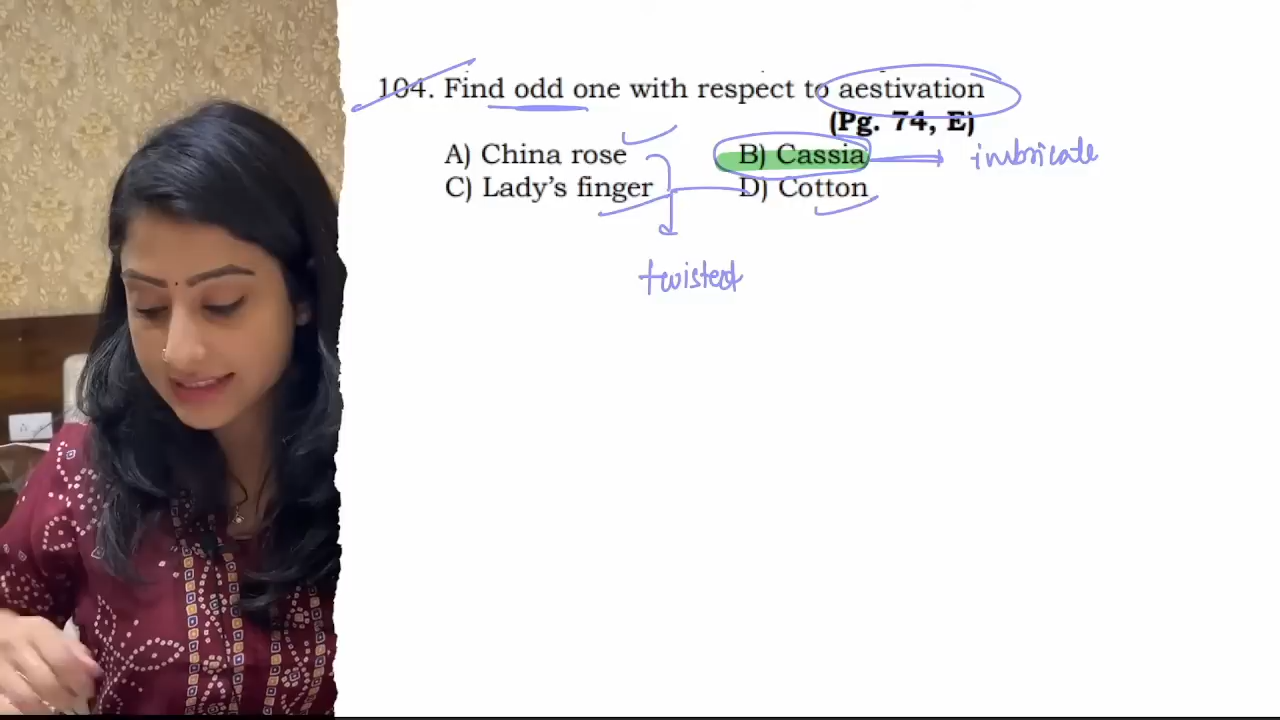 104. Find odd one with respect to aestivation
(Pg. 74, E)
A) China rose B) Cassia imbricate
C) Lady's finger D) Cotton
twisted